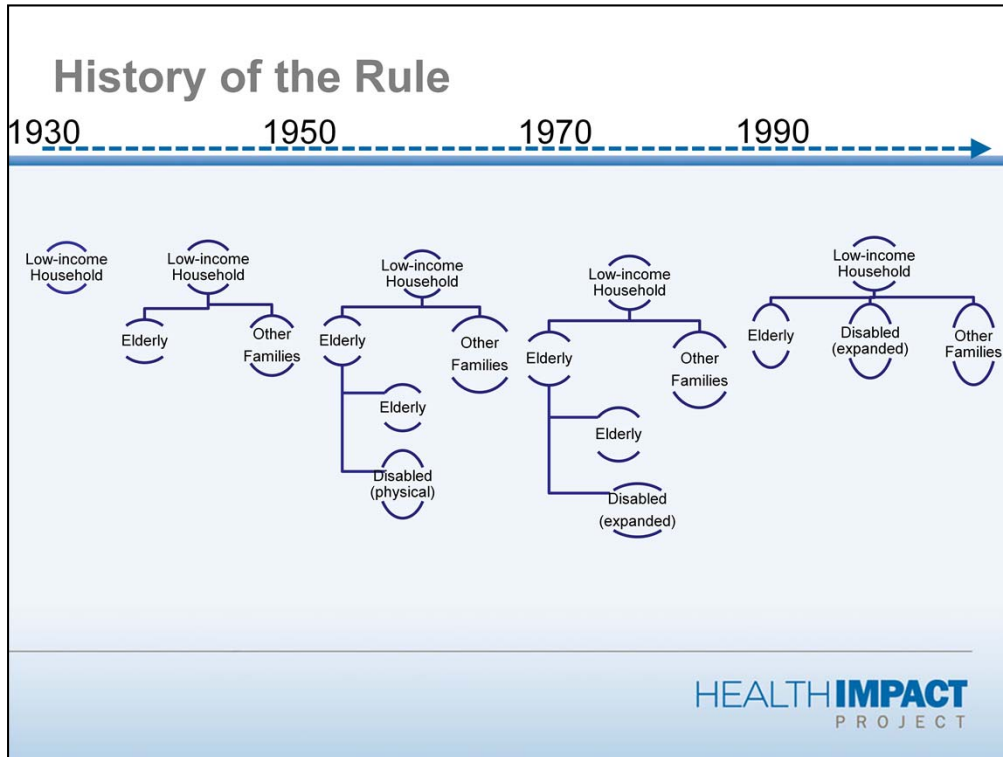 History of the Rule
1930
1950
1970
1990
Low-income
Household
Low-income
Household
Elderly
Other
Families
Low-income
Household
Elderly
Other
Families
Elderly
Disabled
(physical)
Low-income
Household
Elderly
Other
Families
Elderly
Disabled
(expanded)
Low-income
Household
Elderly
Disabled
(expanded)
Other
Families
HEALTH IMPACT
PROJECT